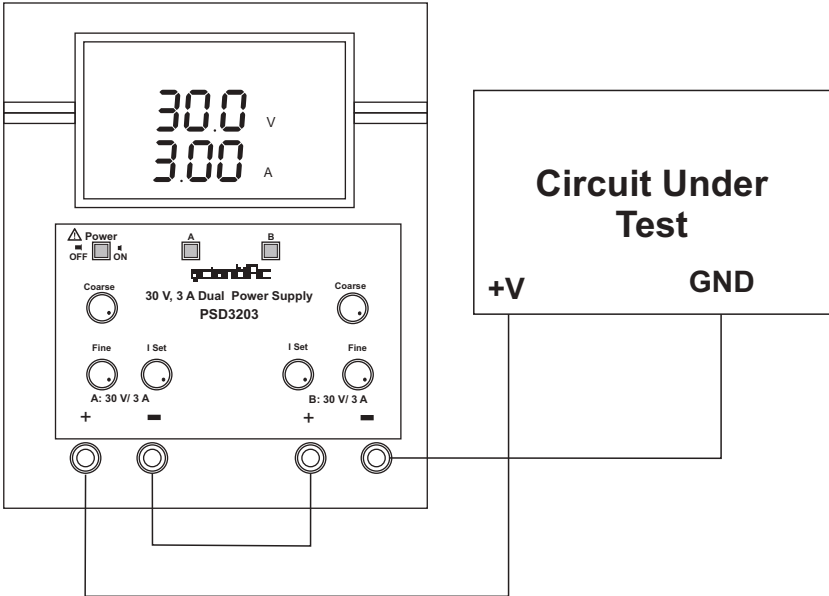 30.0 V
3.00 A
Power
OFF ON
A
B
scientific
Coarse
Coarse
30 V, 3 A Dual Power Supply
PSD3203
Fine
I Set
I Set
Fine
A: 30 V/ 3 A
B: 30 V/ 3 A
+ -
+ -
Circuit Under
Test
+V
GND